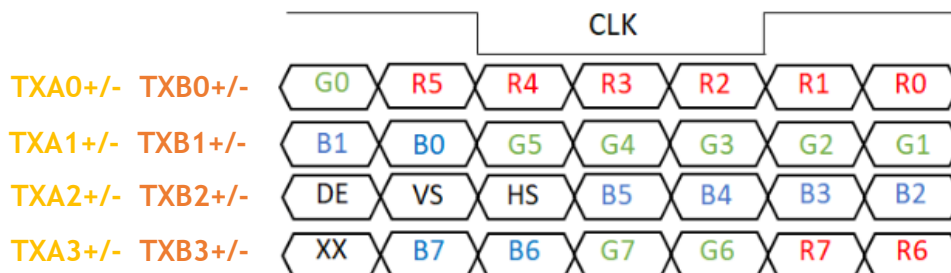 CLK
TXA0+/- TXB0+/- G0 R5 R4 R3 R2 R1 R0
TXA1+/- TXB1+/- B1 B0 G5 G4 G3 G2 G1
TXA2+/- TXB2+/- DE VS HS B5 B4 B3 B2
TXA3+/- TXB3+/- XX B7 B6 G7 G6 R7 R6